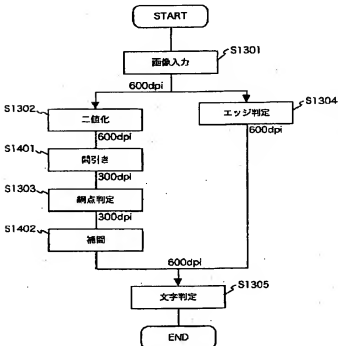 START
S1301
画像入力
600dpi
S1302
二値化
エッジ判定
S1304
600dpi
600dpi
S1401
間引き
300dpi
S1303
網点判定
300dpi
S1402
補間
600dpi
S1305
文字判定
END